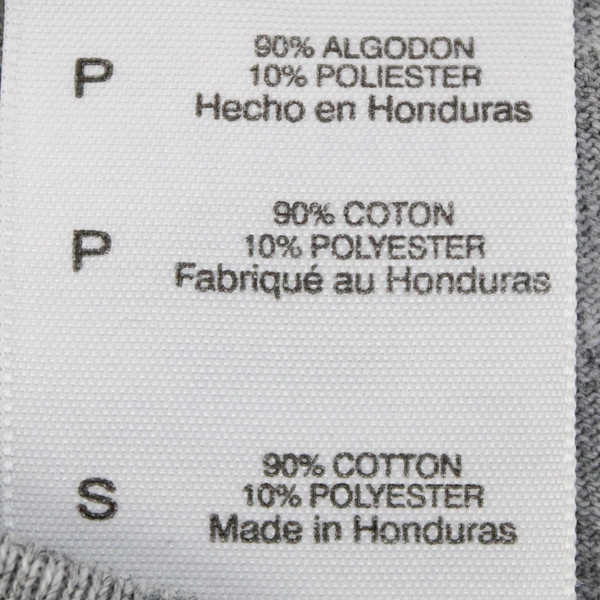 P
90% ALGODON
10% POLIESTER
Hecho en Honduras
P
90% COTON
10% POLYESTER
Fabriqué au Honduras
S
90% COTTON
10% POLYESTER
Made in Honduras